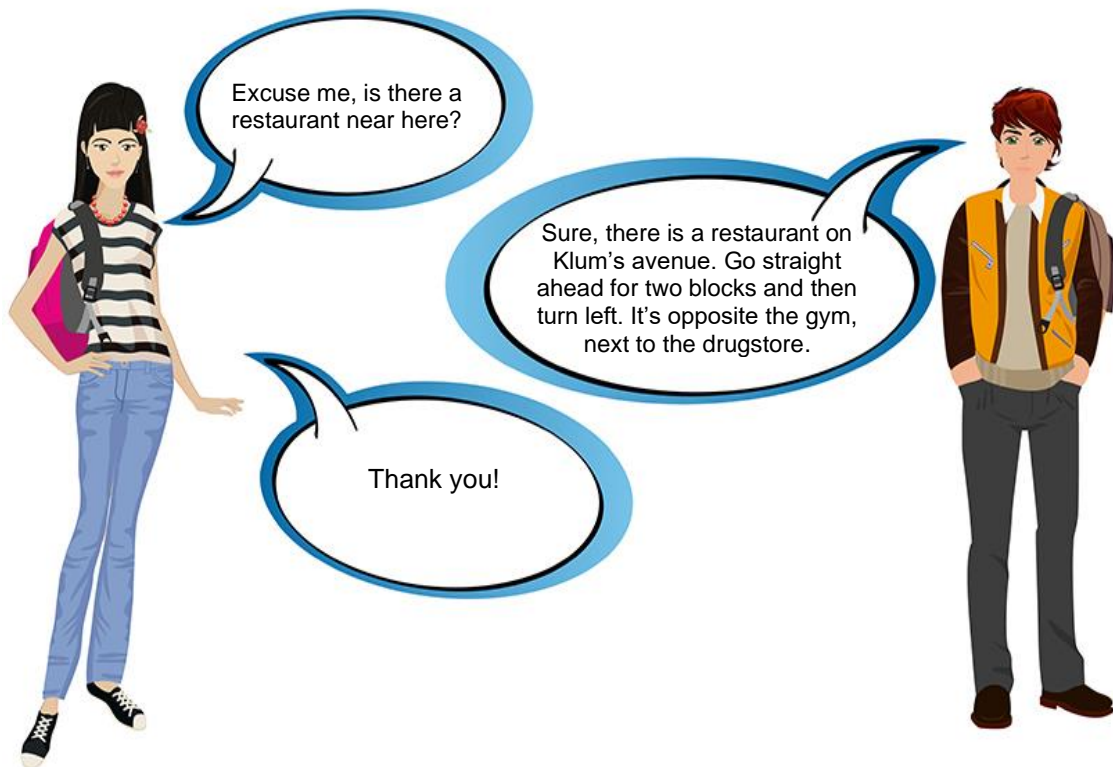 Excuse me, is there a
restaurant near here?
Sure, there is a restaurant on
Klum’s avenue. Go straight
ahead for two blocks and then
turn left. It’s opposite the gym,
next to the drugstore.
Thank you!